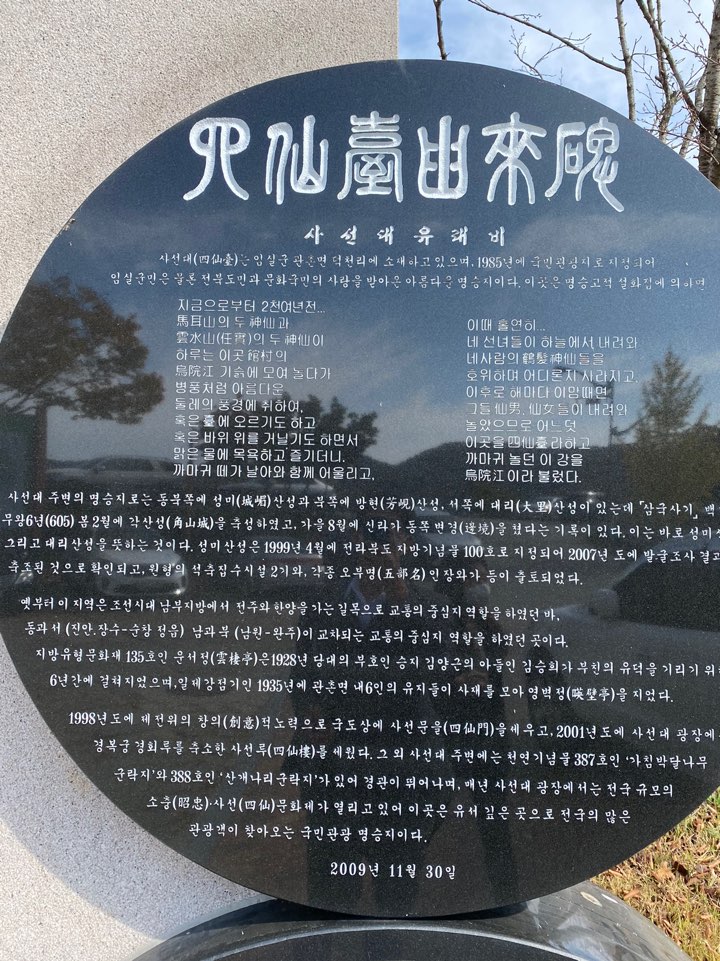 四仙臺由來碑
사선대유래비
사선대(四仙臺)는 임실군 관촌면 덕천리에 소재하고 있으며, 1985년에 국민관광지로 지정되어
임실군민은 물론 전북도민과 문화국민의 사랑을 받아온 아름다운 명승지이다. 이 곳은 명승고적 설화집에 의하면
지금으로부터 2천여년전...
馬耳山의 두 神仙과
雲水山(任實)의 두 神仙이
하루는 이곳 館村의
烏院江 기슭에 모여 놀다가
병풍처럼 아름다운
둘레의 풍경에 취하여,
혹은 臺에 오르기도 하고
혹은 바위 위를 거닐기도 하면서
맑은 물에 목욕하고 즐기더니.
까마귀 떼가 날아와 함께 어울리고,
이때 홀연히...
네 선녀들이 하늘에서 내려와
네사람의 鶴髮神仙들을
호위하며 어디론지 사라지고.
이후로 해마다 이맘때면
그들 仙男, 仙女들이 내려와
놀았으므로 어느덧
이곳을 四仙臺라하고
까마귀 놀던 이 강을
烏院江이라 불렀다.
사선대 주변의 명승지로는 동부쪽에 성미(城嵋)산성과 북쪽에 방현(芳峴)산성, 서쪽에 대리(大里)산성이 있는데 「삼국사기」 백
무왕6년(605) 봄2월에 각산성(角山城)을 축성하였고, 가을 8월에 신라가 동쪽 변경(邊境)을 쳤다는 기록이 있다. 이는 바로 성미산
그리고 대리산성을 뜻하는 것이다. 성미산성은 1999년 4월에 전라북도 지방기념물 100호로 지정되어 2007년 도에 발굴조사 결과
축조된 것으로 확인되고, 원형의 석축집수시설 2기와, 각종 오부명(五部名)인장와가 등이 출토되었다.
옛부터 이 지역은 조선시대 남부지방에서 전주와 한양을 가는 길목으로 교통의 중심지 역할을 하였던 바,
동과 서 (진안.장수-순창 정읍) 남과 북 (남원-완주)이 교차되는 교통의 중심지 역할을 하였던 곳이다.
지방유형문화재 135호인 운서정(雲棲亭)은 1928년 당대의 부호인 승지 김양근의 아들인 김승희가 부친의 유덕을 기리기 위하
6년간에 걸쳐지었으며, 일제강점기인 1935년에 관촌면 내 6인의 유지들이 사재를 모아 영벽정(暎壁亭)을 지었다.
1998년도에 제전위의 창의(創意)적노력으로 국도상에 사선문을(四仙門)를세우고, 2001년도에 사선대 광장에
경복궁 경회루를 축소한 사선루(四仙樓)를 세웠다. 그 외 사선대 주변에는 천연기념물 387호인 '가침박달나무
군락지'와 388호인 '산개나리군락지'가 있어 경관이 뛰어나며, 매년 사선대 광장에서는 전국 규모의
소충(昭忠)·사선(四仙)문화제가 열리고 있어 이 곳은 유서 깊은 곳으로 전국의 많은
관광객이 찾아오는 국민관광 명승지이다.
2009년 11월 30일